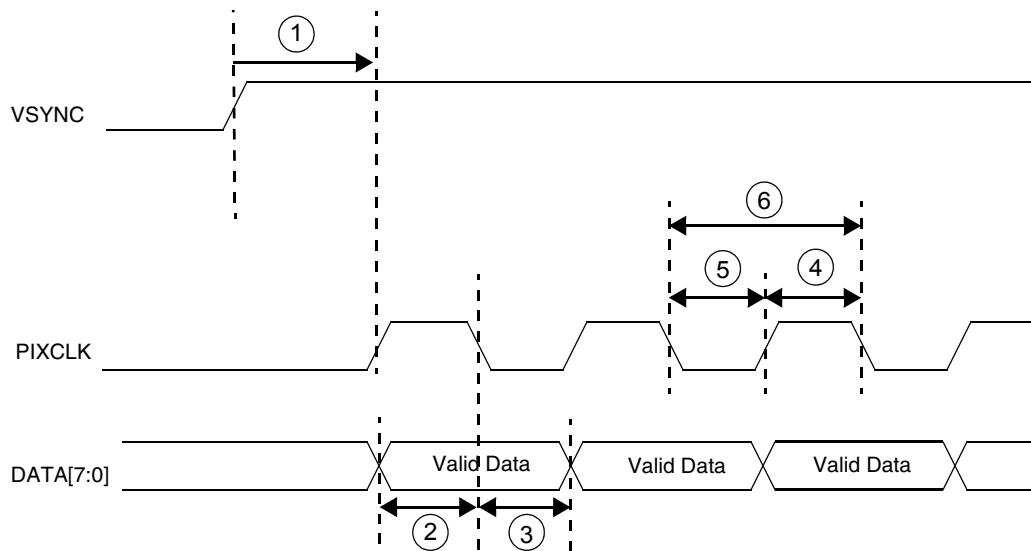 1
VSYNC
6
5
4
PIXCLK
DATA[7:0]
Valid Data
Valid Data
Valid Data
2
3